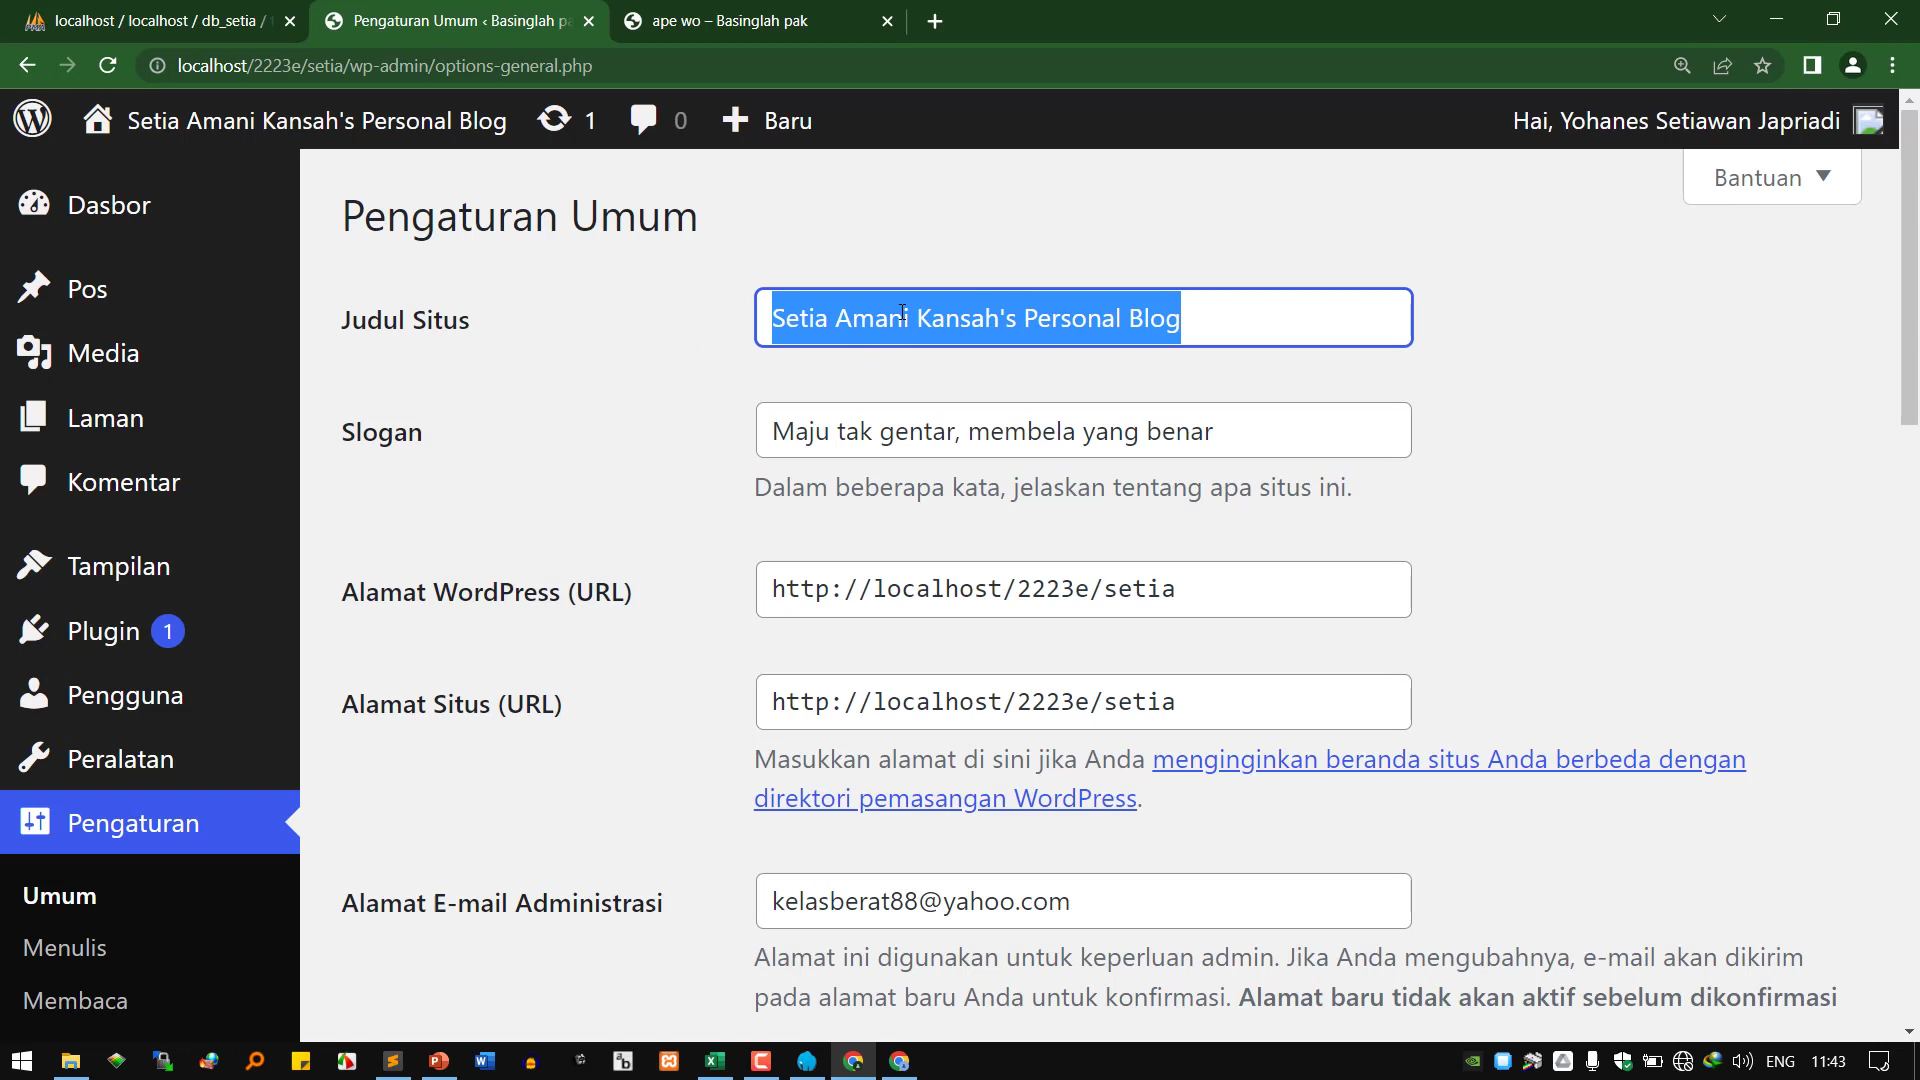 localhost / localhost / db_setia /
Pengaturan Umum ‹ Basinglah pa
ape wo – Basinglah pak
localhost/2223e/setia/wp-admin/options-general.php
Setia Amani Kansah's Personal Blog
1
0
Baru
Hai, Yohanes Setiawan Japriadi
Bantuan
Dasbor
Pos
Media
Laman
Komentar
Tampilan
Plugin 1
Pengguna
Peralatan
Pengaturan
Umum
Menulis
Membaca
Pengaturan Umum
Judul Situs
Setia Amani Kansah's Personal Blog
Slogan
Maju tak gentar, membela yang benar
Dalam beberapa kata, jelaskan tentang apa situs ini.
Alamat WordPress (URL)
http://localhost/2223e/setia
Alamat Situs (URL)
http://localhost/2223e/setia
Masukkan alamat di sini jika Anda menginginkan beranda situs Anda berbeda dengan
direktori pemasangan WordPress.
Alamat E-mail Administrasi
kelasberat88@yahoo.com
Alamat ini digunakan untuk keperluan admin. Jika Anda mengubahnya, e-mail akan dikirim
pada alamat baru Anda untuk konfirmasi. Alamat baru tidak akan aktif sebelum dikonfirmasi
ENG
11:43